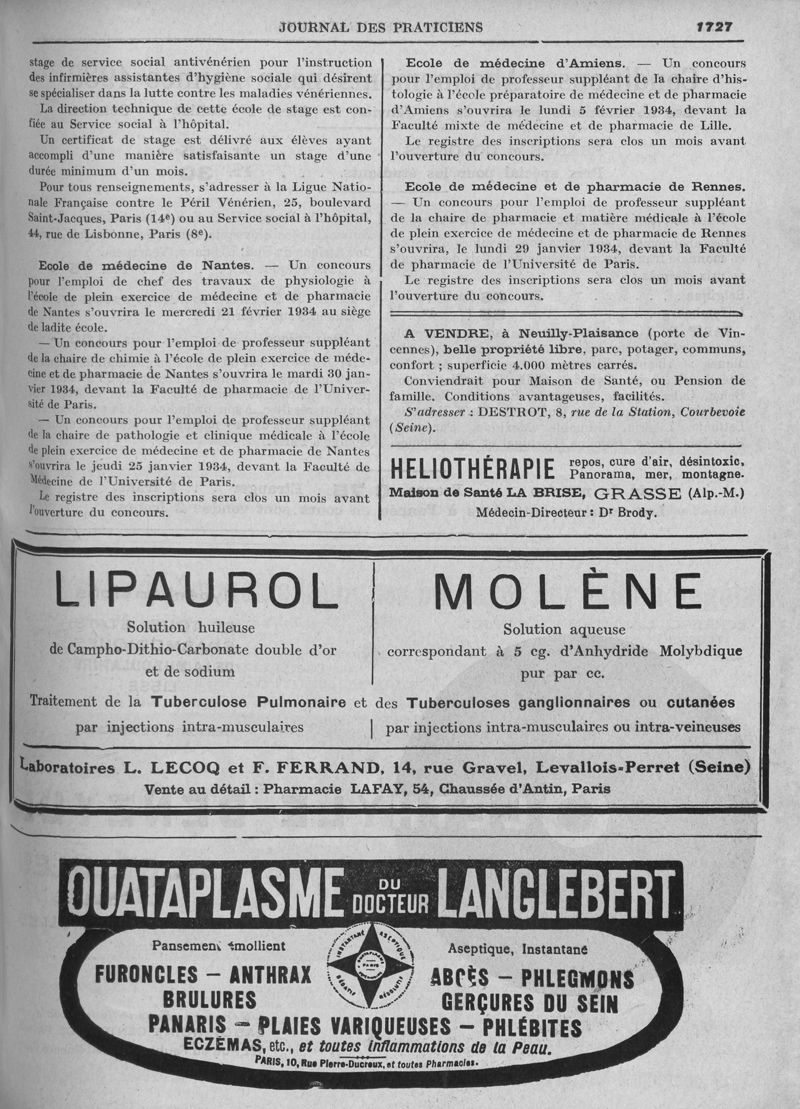 JOURNAL DES PRATICIENS
1727
stage de service social antivénérien pour l'instruction
des infirmières assistantes d'hygiène sociale qui désirent
se spécialiser dans la lutte contre les maladies vénériennes.
La direction technique de cette école de stage est con-
fiée au Service social à l'hôpital.
Un certificat de stage est délivré aux élèves ayant
accompli d'une manière satisfaisante un stage d'une
durée minimum d'un mois.
Pour tous renseignements, s'adresser à la Ligue Natio-
nale Française contre le Péril Vénérien, 25, boulevard
Saint-Jacques, Paris (14e) ou au Service social à l'hôpital,
44, rue de Lisbonne, Paris (8e).
Ecole de médecine de Nantes. — Un concours
pour l'emploi de chef des travaux de physiologie à
l'école de plein exercice de médecine et de pharmacie
de Nantes s'ouvrira le mercredi 21 février 1934 au siège
de ladite école.
— Un concours pour l'emploi de professeur suppléant
de la chaire de chimie à l'école de plein exercice de méde-
cine et de pharmacie de Nantes s'ouvrira le mardi 30 jan-
vier 1934, devant la Faculté de pharmacie de l'Univer-
sité de Paris.
— Un concours pour l'emploi de professeur suppléant
de la chaire de pathologie et clinique médicale à l'école
de plein exercice de médecine et de pharmacie de Nantes
s'ouvrira le jeudi 25 janvier 1934, devant la Faculté de
Médecine de l'Université de Paris.
Le registre des inscriptions sera clos un mois avant
l'ouverture du concours.
Ecole de médecine d'Amiens. — Un concours
pour l'emploi de professeur suppléant de la chaire d'his-
tologie à l'école préparatoire de médecine et de pharmacie
d'Amiens s'ouvrira le lundi 5 février 1934, devant la
Faculté mixte de médecine et de pharmacie de Lille.
Le registre des inscriptions sera clos un mois avant
l'ouverture du concours.
Ecole de médecine et de pharmacie de Rennes.
— Un concours pour l'emploi de professeur suppléant
de la chaire de pharmacie et matière médicale à l'école
de plein exercice de médecine et de pharmacie de Rennes
s'ouvrira, le lundi 29 janvier 1934, devant la Faculté
de pharmacie de l'Université de Paris.
Le registre des inscriptions sera clos un mois avant
l'ouverture du concours.
A VENDRE, à Neuilly-Plaisance (porte de Vin-
cennes), belle propriété libre, parc, potager, communs,
confort ; superficie 4.000 mètres carrés.
Conviendrait pour Maison de Santé, ou Pension de
famille. Conditions avantageuses, facilités.
S'adresser : DESTROT, 8, rue de la Station, Courbevoie
(Seine).
HELIOTHÉRAPIE repos, cure d'air, désintoxic,
Panorama, mer, montagne.
Maison de Santé LA BRISE, GRASSE (Alp.-M.)
Médecin-Directeur : Dr Brody.
LIPAUROL
Solution huileuse
de Campho-Dithio-Carbonate double d'or
et de sodium
MOLÈNE
Solution aqueuse
correspondant à 5 cg. d'Anhydride Molybdique
pur par cc.
Traitement de la Tuberculose Pulmonaire et des Tuberculoses ganglionnaires ou cutanées
par injections intra-musculaires | par injections intra-musculaires ou intra-veineuses
Laboratoires L. LECOQ et F. FERRAND, 14, rue Gravel, Levallois-Perret (Seine)
Vente au détail : Pharmacie LAFAY, 54, Chaussée d'Antin, Paris
OUATAPLASME DU DOCTEUR LANGLEBERT
Pansement émollient
Aseptique, Instantané
FURONCLES — ANTHRAX
ABCÈS — PHLEGMONS
BRULURES
GERÇURES DU SEIN
PANARIS — PLAIES VARIQUEUSES — PHLÉBITES
ECZÉMAS, etc., et toutes inflammations de la Peau.
PARIS, 10, Rue Pierre-Ducreux, et toutes Pharmacies.